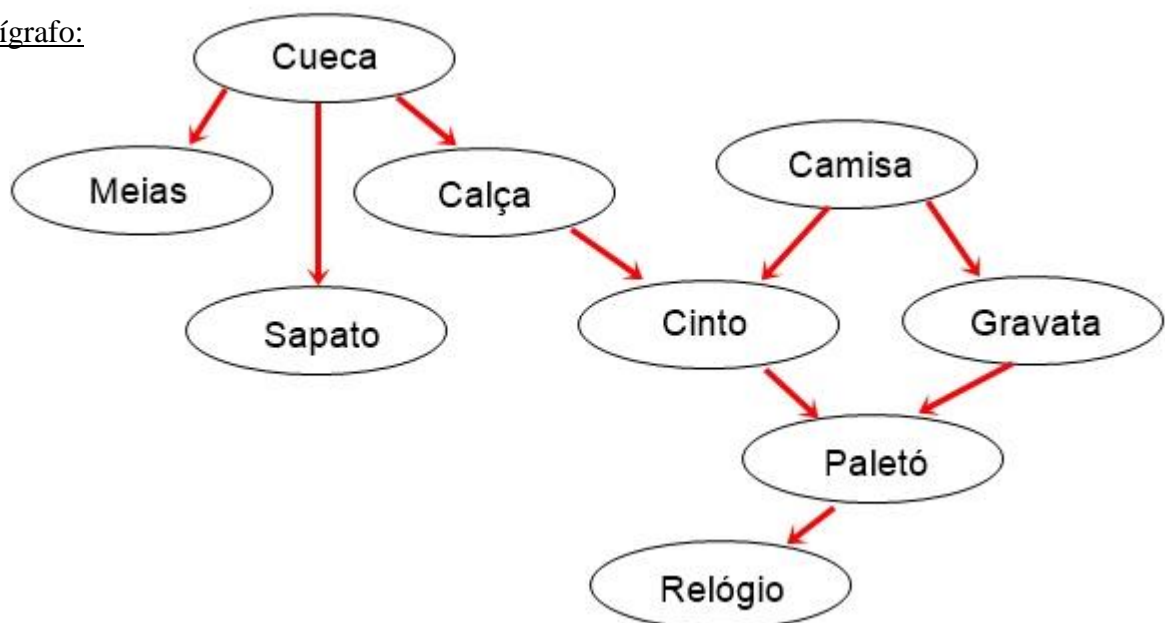 ígrafo:
Cueca
Meias
Calça
Camisa
Sapato
Cinto
Gravata
Paletó
Relógio